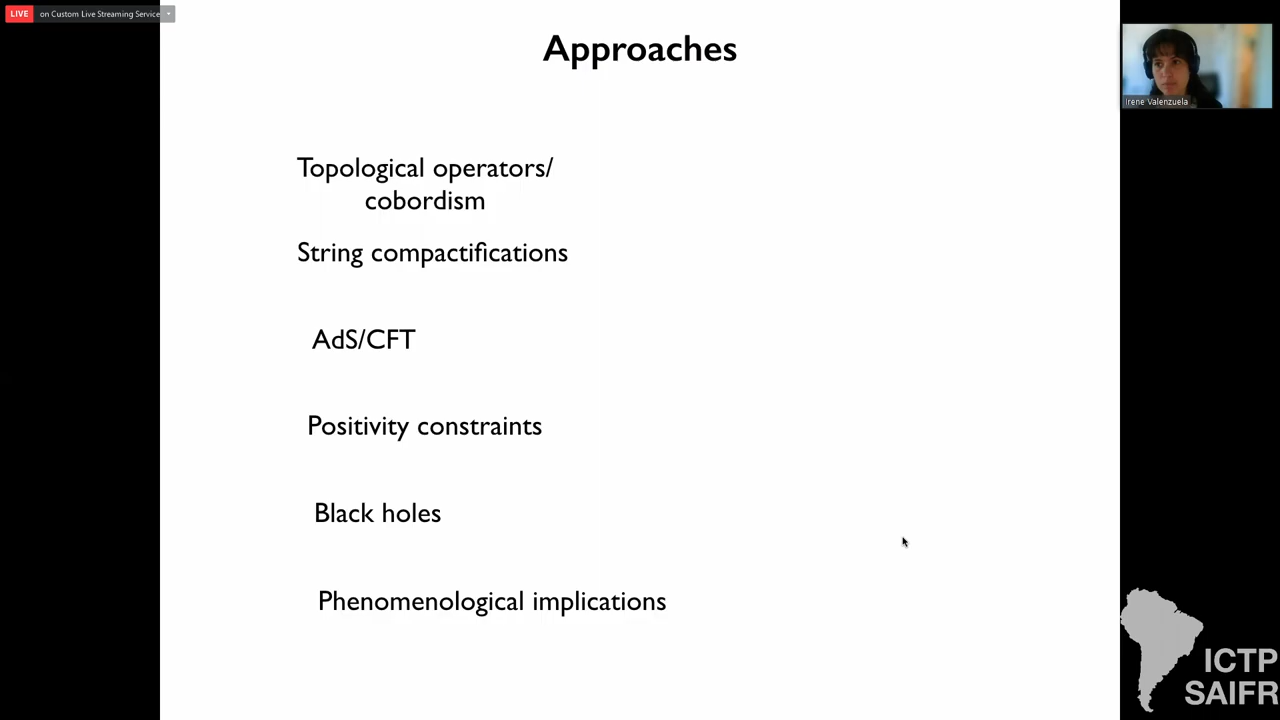 LIVE on Custom Live Streaming Service
Approaches
Irene Valenzuela
Topological operators/
cobordism
String compactifications
AdS/CFT
Positivity constraints
Black holes
Phenomenological implications
ICTP
SAIFR